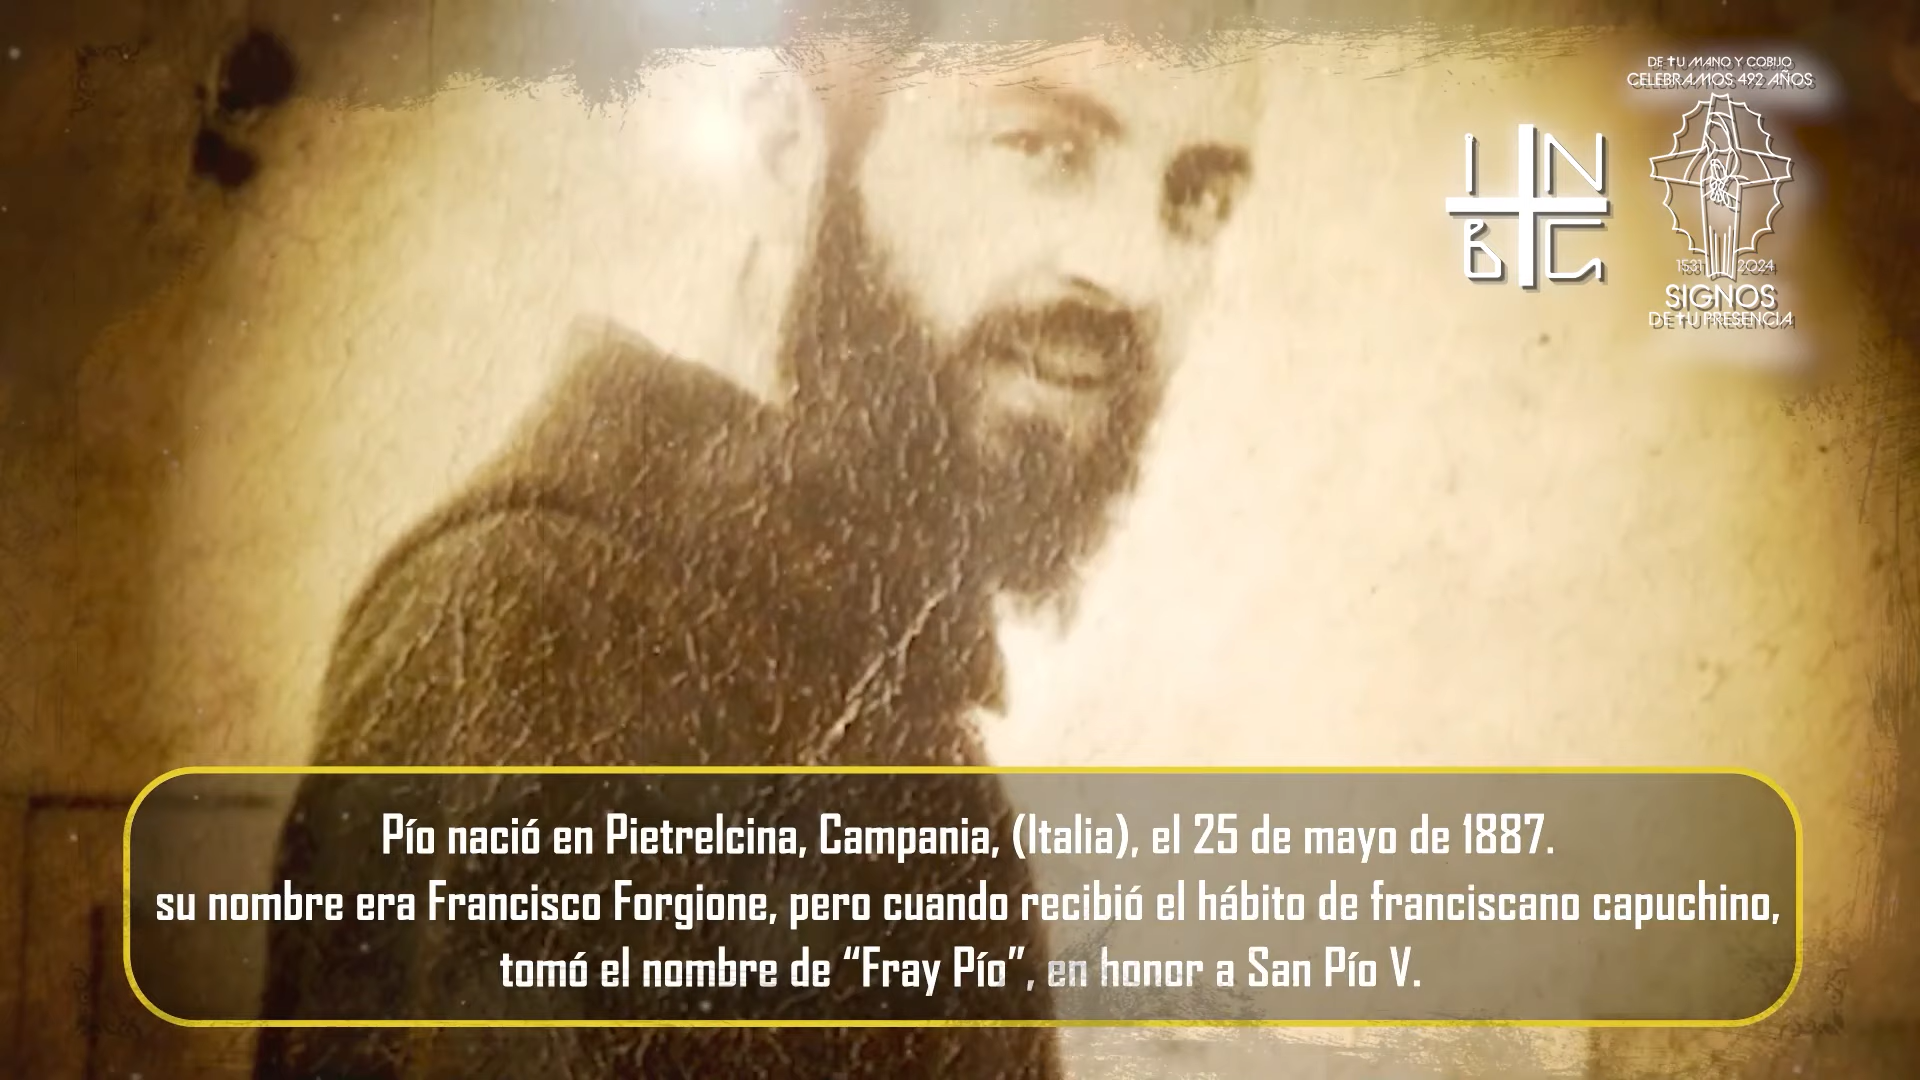 DE TU MANO Y COBIJO
CELEBRAMOS 492 AÑOS
I N
B G
1531 2024
SIGNOS
DE TU PRESENCIA
Pío nació en Pietrelcina, Campania, (Italia), el 25 de mayo de 1887.
su nombre era Francisco Forgione, pero cuando recibió el hábito de franciscano capuchino,
tomó el nombre de “Fray Pío”, en honor a San Pío V.